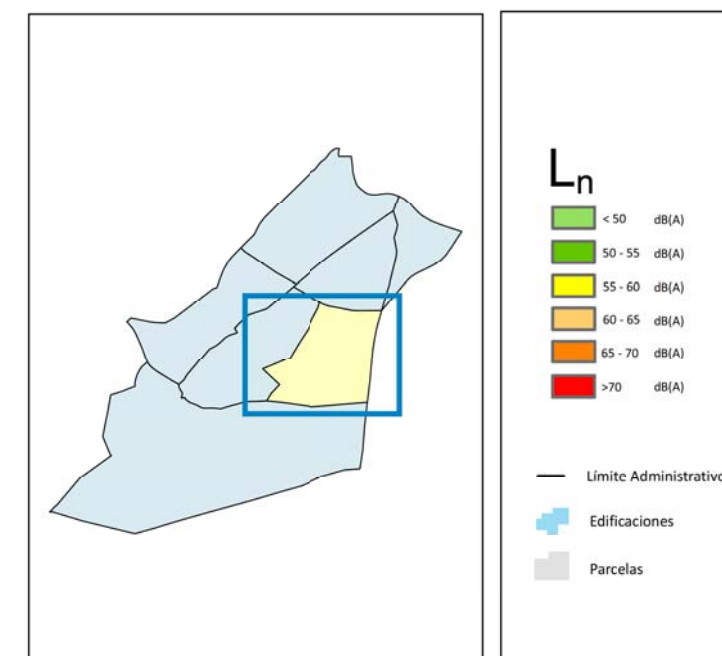 Ln
< 50 dB(A)
50 - 55 dB(A)
55 - 60 dB(A)
60 - 65 dB(A)
65 - 70 dB(A)
>70 dB(A)
Límite Administrativo
Edificaciones
Parcelas